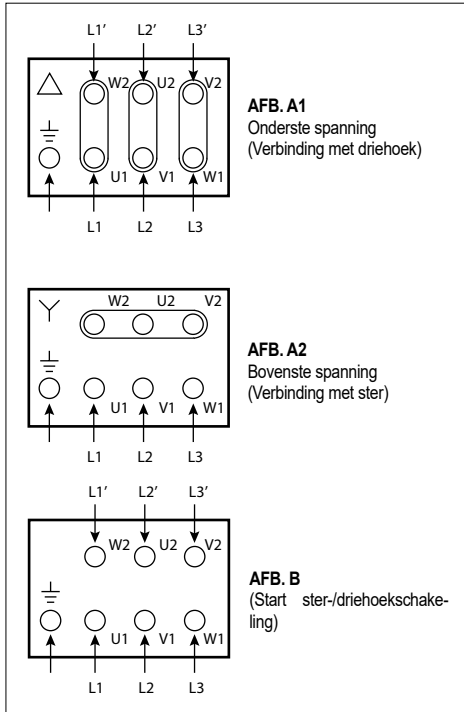 L1’ L2’ L3’
W2 U2 V2
U1 V1 W1
L1 L2 L3
AFB. A1
Onderste spanning
(Verbinding met driehoek)
W2 U2 V2
U1 V1 W1
L1 L2 L3
AFB. A2
Bovenste spanning
(Verbinding met ster)
L1’ L2’ L3’
W2 U2 V2
U1 V1 W1
L1 L2 L3
AFB. B
(Start ster-/driehoekschake-
ling)